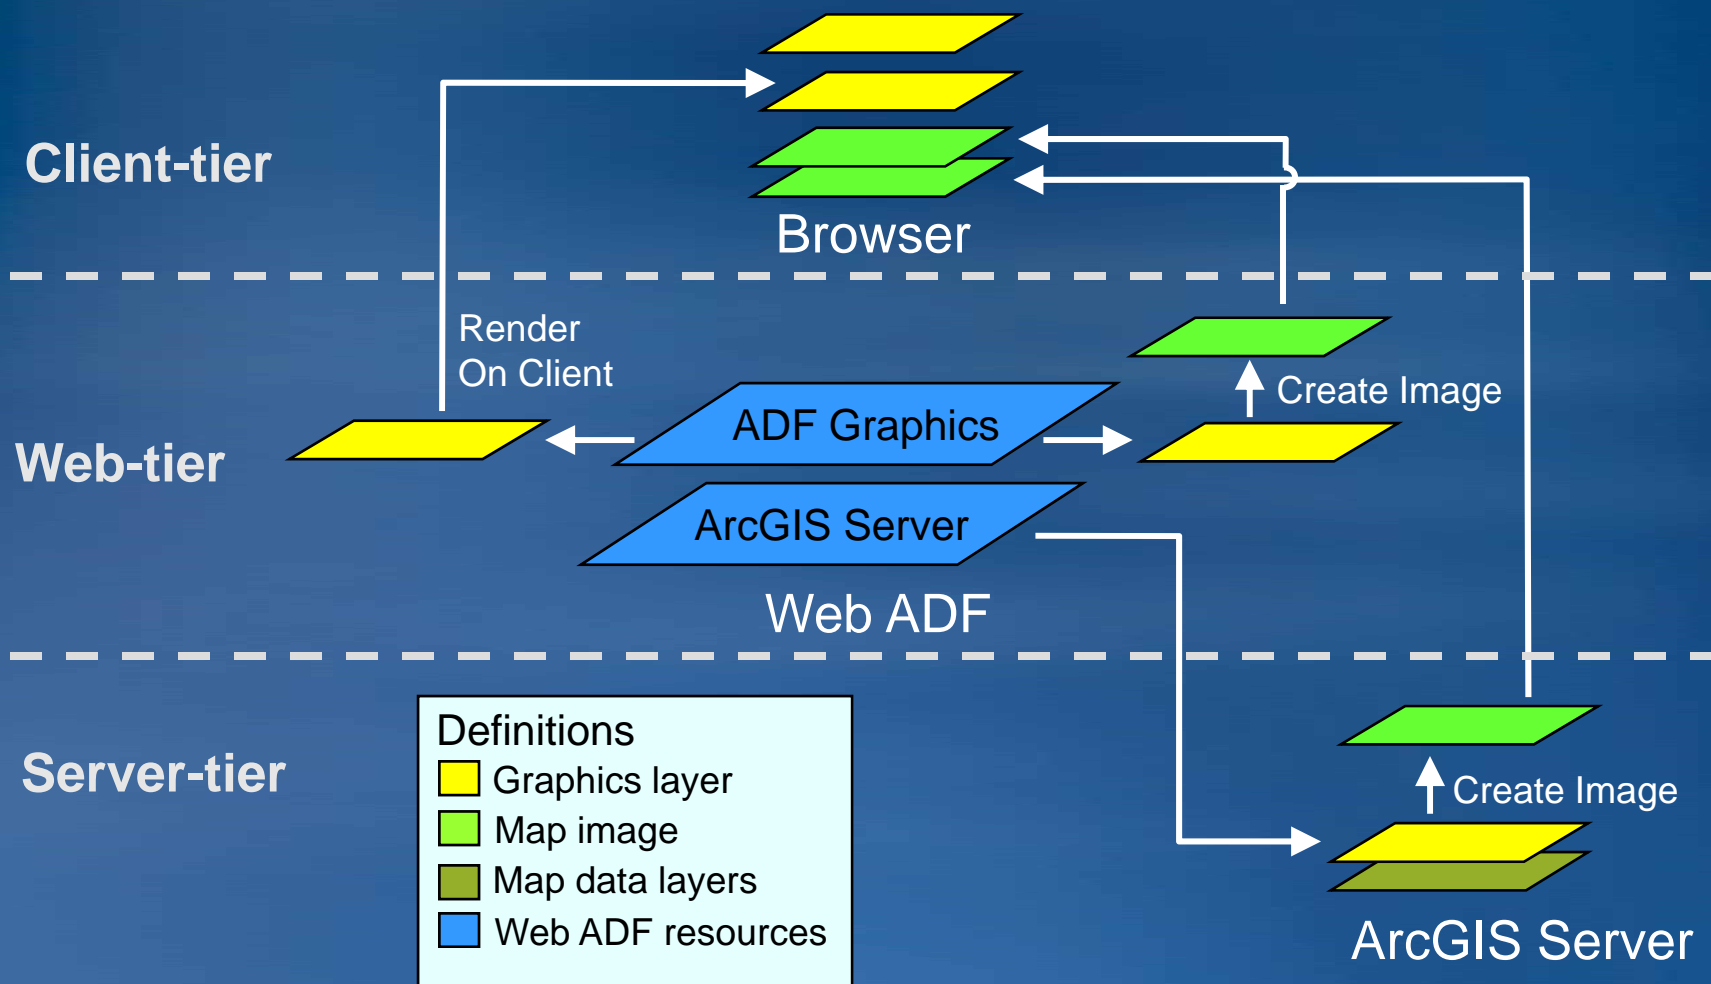 Client-tier
Browser
Render
On Client
Create Image
ADF Graphics
Web-tier
ArcGIS Server
Web ADF
Server-tier
Definitions
Graphics layer
Map image
Map data layers
Web ADF resources
Create Image
ArcGIS Server